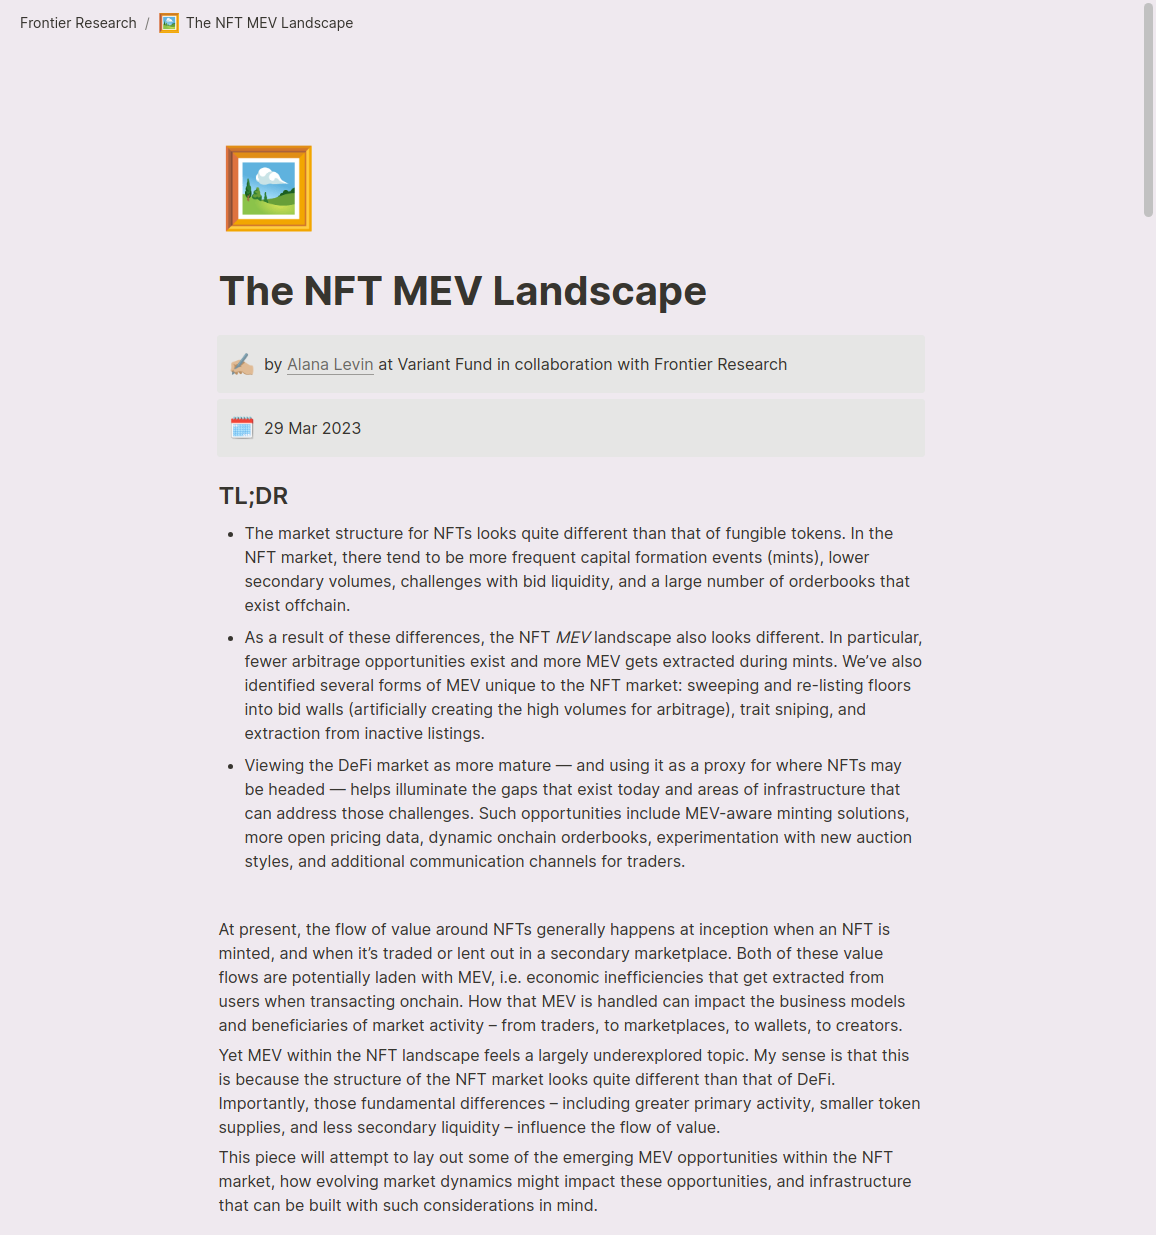 Frontier Research / The NFT MEV Landscape
The NFT MEV Landscape
by Alana Levin at Variant Fund in collaboration with Frontier Research
29 Mar 2023
TL;DR
• The market structure for NFTs looks quite different than that of fungible tokens. In the
NFT market, there tend to be more frequent capital formation events (mints), lower
secondary volumes, challenges with bid liquidity, and a large number of orderbooks that
exist offchain.
• As a result of these differences, the NFT MEV landscape also looks different. In particular,
fewer arbitrage opportunities exist and more MEV gets extracted during mints. We’ve also
identified several forms of MEV unique to the NFT market: sweeping and re-listing floors
into bid walls (artificially creating the high volumes for arbitrage), trait sniping, and
extraction from inactive listings.
• Viewing the DeFi market as more mature — and using it as a proxy for where NFTs may
be headed — helps illuminate the gaps that exist today and areas of infrastructure that
can address those challenges. Such opportunities include MEV-aware minting solutions,
more open pricing data, dynamic onchain orderbooks, experimentation with new auction
styles, and additional communication channels for traders.
At present, the flow of value around NFTs generally happens at inception when an NFT is
minted, and when it’s traded or lent out in a secondary marketplace. Both of these value
flows are potentially laden with MEV, i.e. economic inefficiencies that get extracted from
users when transacting onchain. How that MEV is handled can impact the business models
and beneficiaries of market activity – from traders, to marketplaces, to wallets, to creators.
Yet MEV within the NFT landscape feels a largely underexplored topic. My sense is that this
is because the structure of the NFT market looks quite different than that of DeFi.
Importantly, those fundamental differences – including greater primary activity, smaller token
supplies, and less secondary liquidity – influence the flow of value.
This piece will attempt to lay out some of the emerging MEV opportunities within the NFT
market, how evolving market dynamics might impact these opportunities, and infrastructure
that can be built with such considerations in mind.